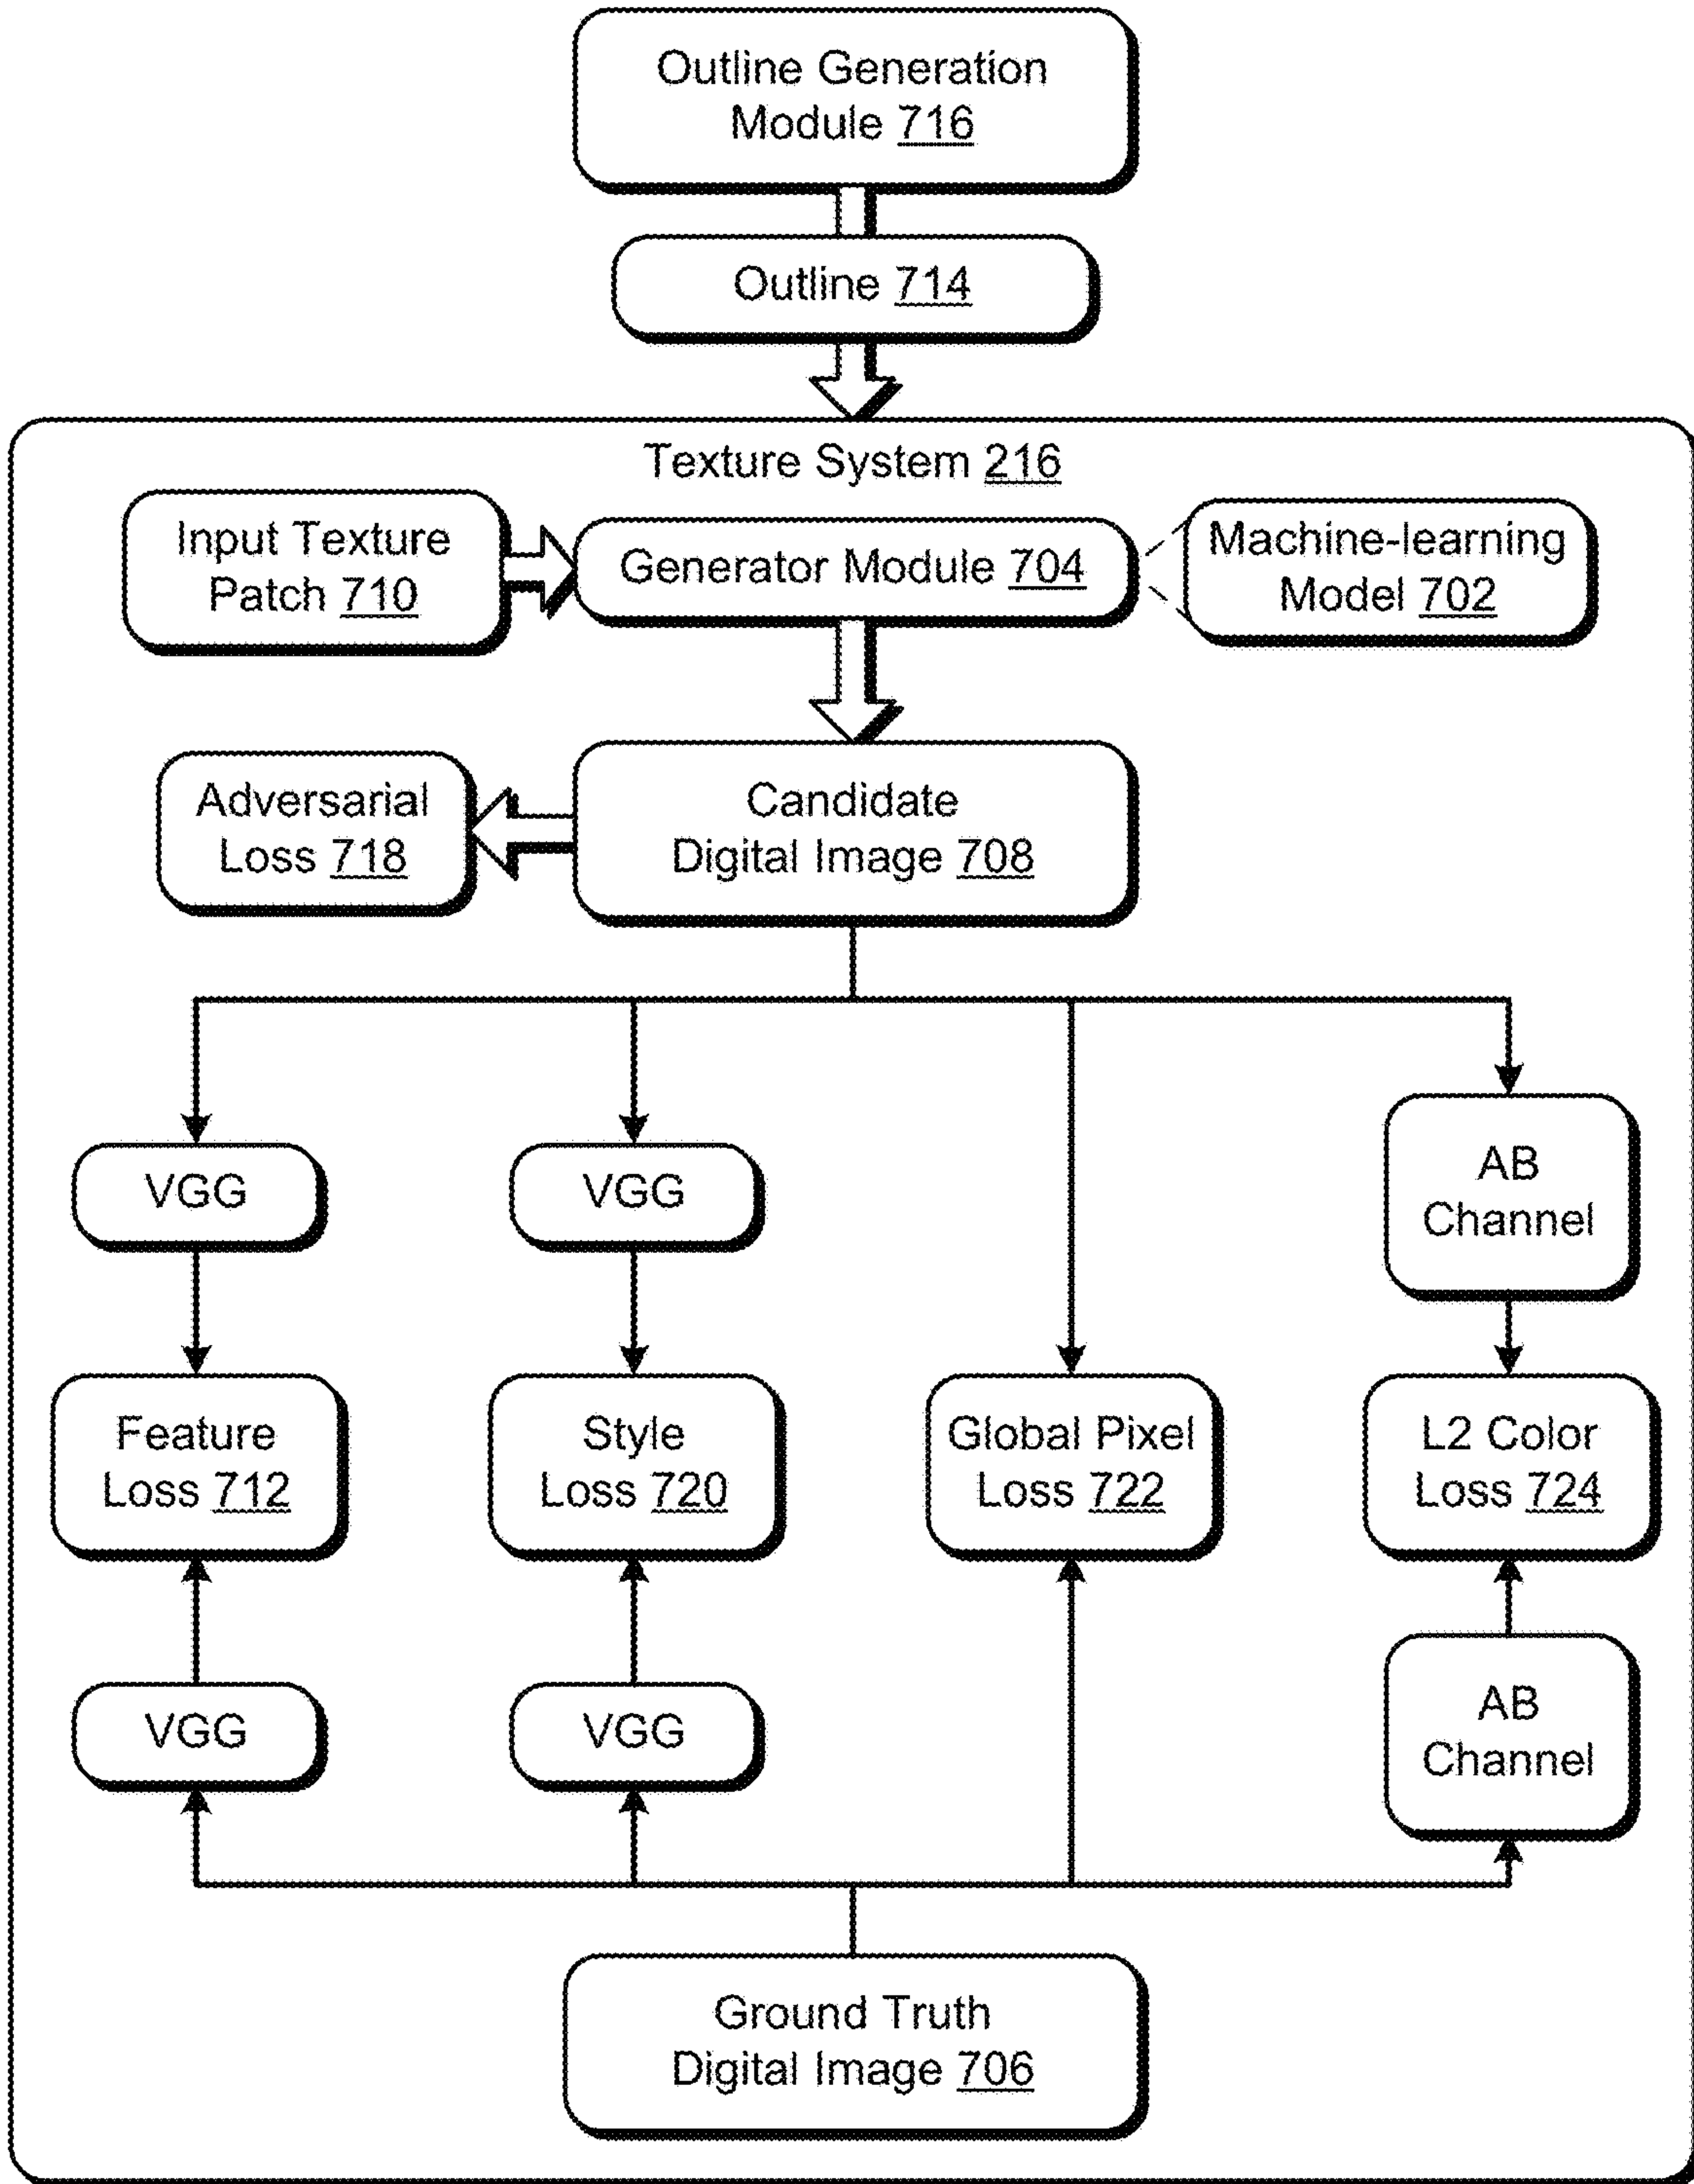 Outline Generation
Module 716
Outline 714
Texture System 216
Input Texture
Patch 710
Generator Module 704
Machine-learning
Model 702
Adversarial
Loss 718
Candidate
Digital Image 708
VGG
VGG
AB
Channel
Feature
Loss 712
Style
Loss 720
Global Pixel
Loss 722
L2 Color
Loss 724
VGG
VGG
AB
Channel
Ground Truth
Digital Image 706